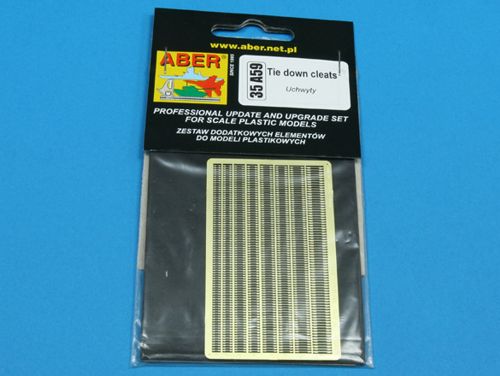 www.aber.net.pl
ABER
SINCE 1995
35 A59
Tie down cleats
Uchwyty
PROFESSIONAL UPDATE AND UPGRADE SET
FOR SCALE PLASTIC MODELS
ZESTAW DODATKOWYCH ELEMENTÓW
DO MODELI PLASTIKOWYCH